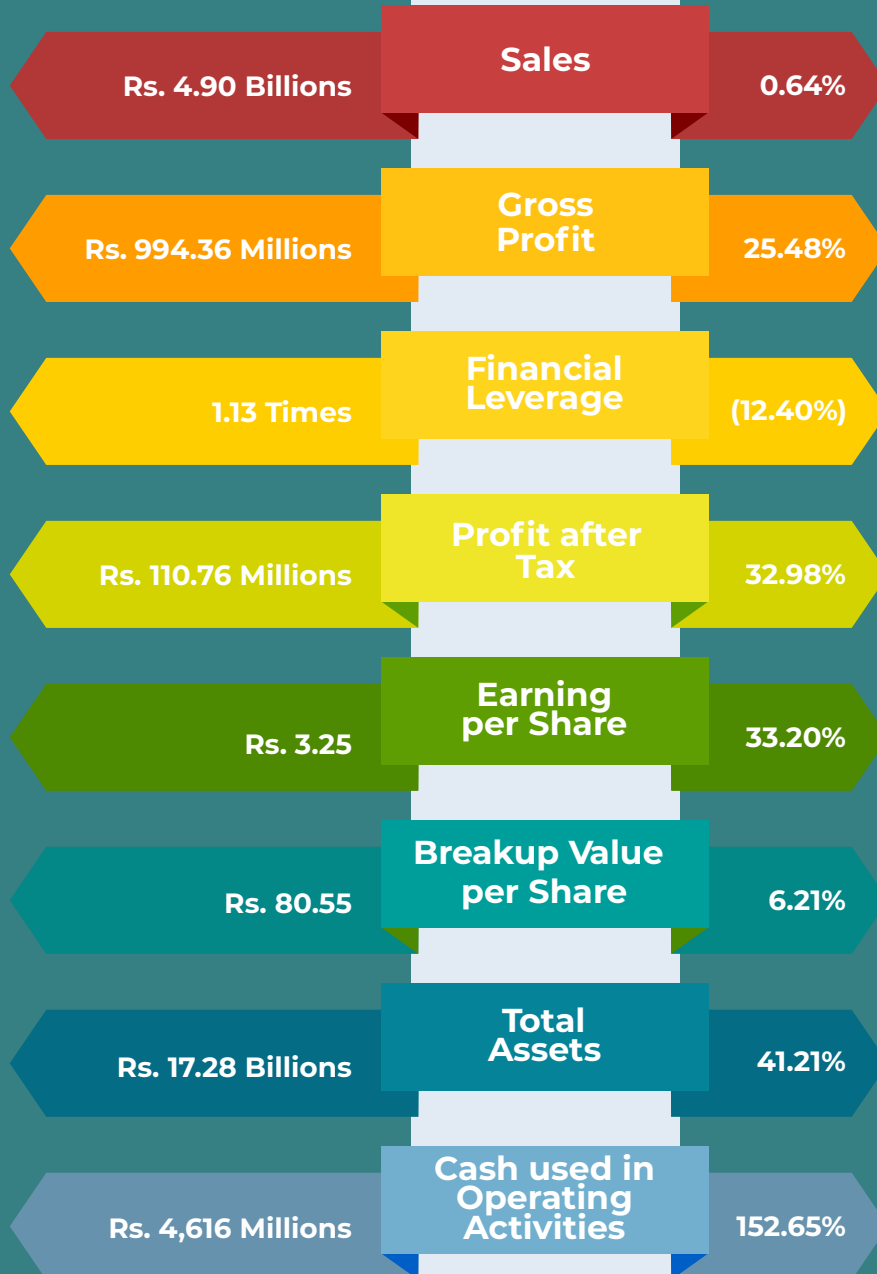 Rs. 4.90 Billions
Sales
0.64%
Rs. 994.36 Millions
Gross
Profit
25.48%
1.13 Times
Financial
Leverage
(12.40%)
Rs. 110.76 Millions
Profit after
Tax
32.98%
Rs. 3.25
Earning
per Share
33.20%
Rs. 80.55
Breakup Value
per Share
6.21%
Rs. 17.28 Billions
Total
Assets
41.21%
Rs. 4,616 Millions
Cash used in
Operating
Activities
152.65%